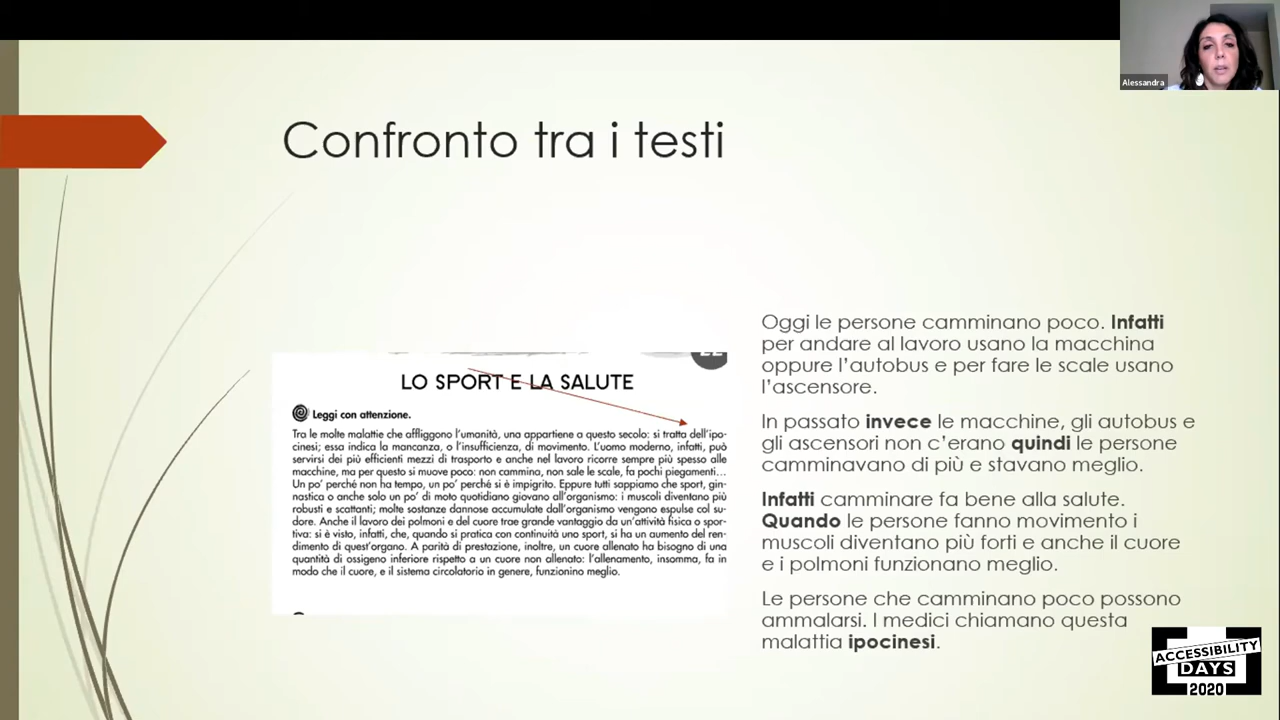 Alessandra
Confronto tra i testi
22
LO SPORT E LA SALUTE
Leggi con attenzione.
Tra le molte malattie che affliggono l'umanità, una appartiene a questo secolo: si tratta dell'ipo-
cinesi; essa indica la mancanza, o l'insufficienza, di movimento. L'uomo moderno, infatti, può
servirsi dei più efficienti mezzi di trasporto e anche nel lavoro ricorre sempre più spesso alle
macchine, ma per questo si muove poco: non cammina, non sale le scale, fa pochi piegamenti...
Un po' perché non ha tempo, un po' perché si è impigrito. Eppure tutti sappiamo che sport, gin-
nastica o anche solo un po' di moto quotidiano giovano all'organismo: i muscoli diventano più
robusti e scattanti; molte sostanze dannose accumulate dall'organismo vengono espulse col su-
dore. Anche il lavoro dei polmoni e del cuore trae grande vantaggio da un'attività fisica o spor-
tiva: si è visto, infatti, che, quando si pratica con continuità uno sport, si ha un aumento del ren-
dimento di quest'organo. A parità di prestazione, inoltre, un cuore allenato ha bisogno di una
quantità di ossigeno inferiore rispetto a un cuore non allenato: l'allenamento, insomma, fa in
modo che il cuore, e il sistema circolatorio in genere, funzionino meglio.
Oggi le persone camminano poco. Infatti
per andare al lavoro usano la macchina
oppure l'autobus e per fare le scale usano
l'ascensore.
In passato invece le macchine, gli autobus e
gli ascensori non c'erano quindi le persone
camminavano di più e stavano meglio.
Infatti camminare fa bene alla salute.
Quando le persone fanno movimento i
muscoli diventano più forti e anche il cuore
e i polmoni funzionano meglio.
Le persone che camminano poco possono
ammalarsi. I medici chiamano questa
malattia ipocinesi.
ACCESSIBILITY
DAYS
2020